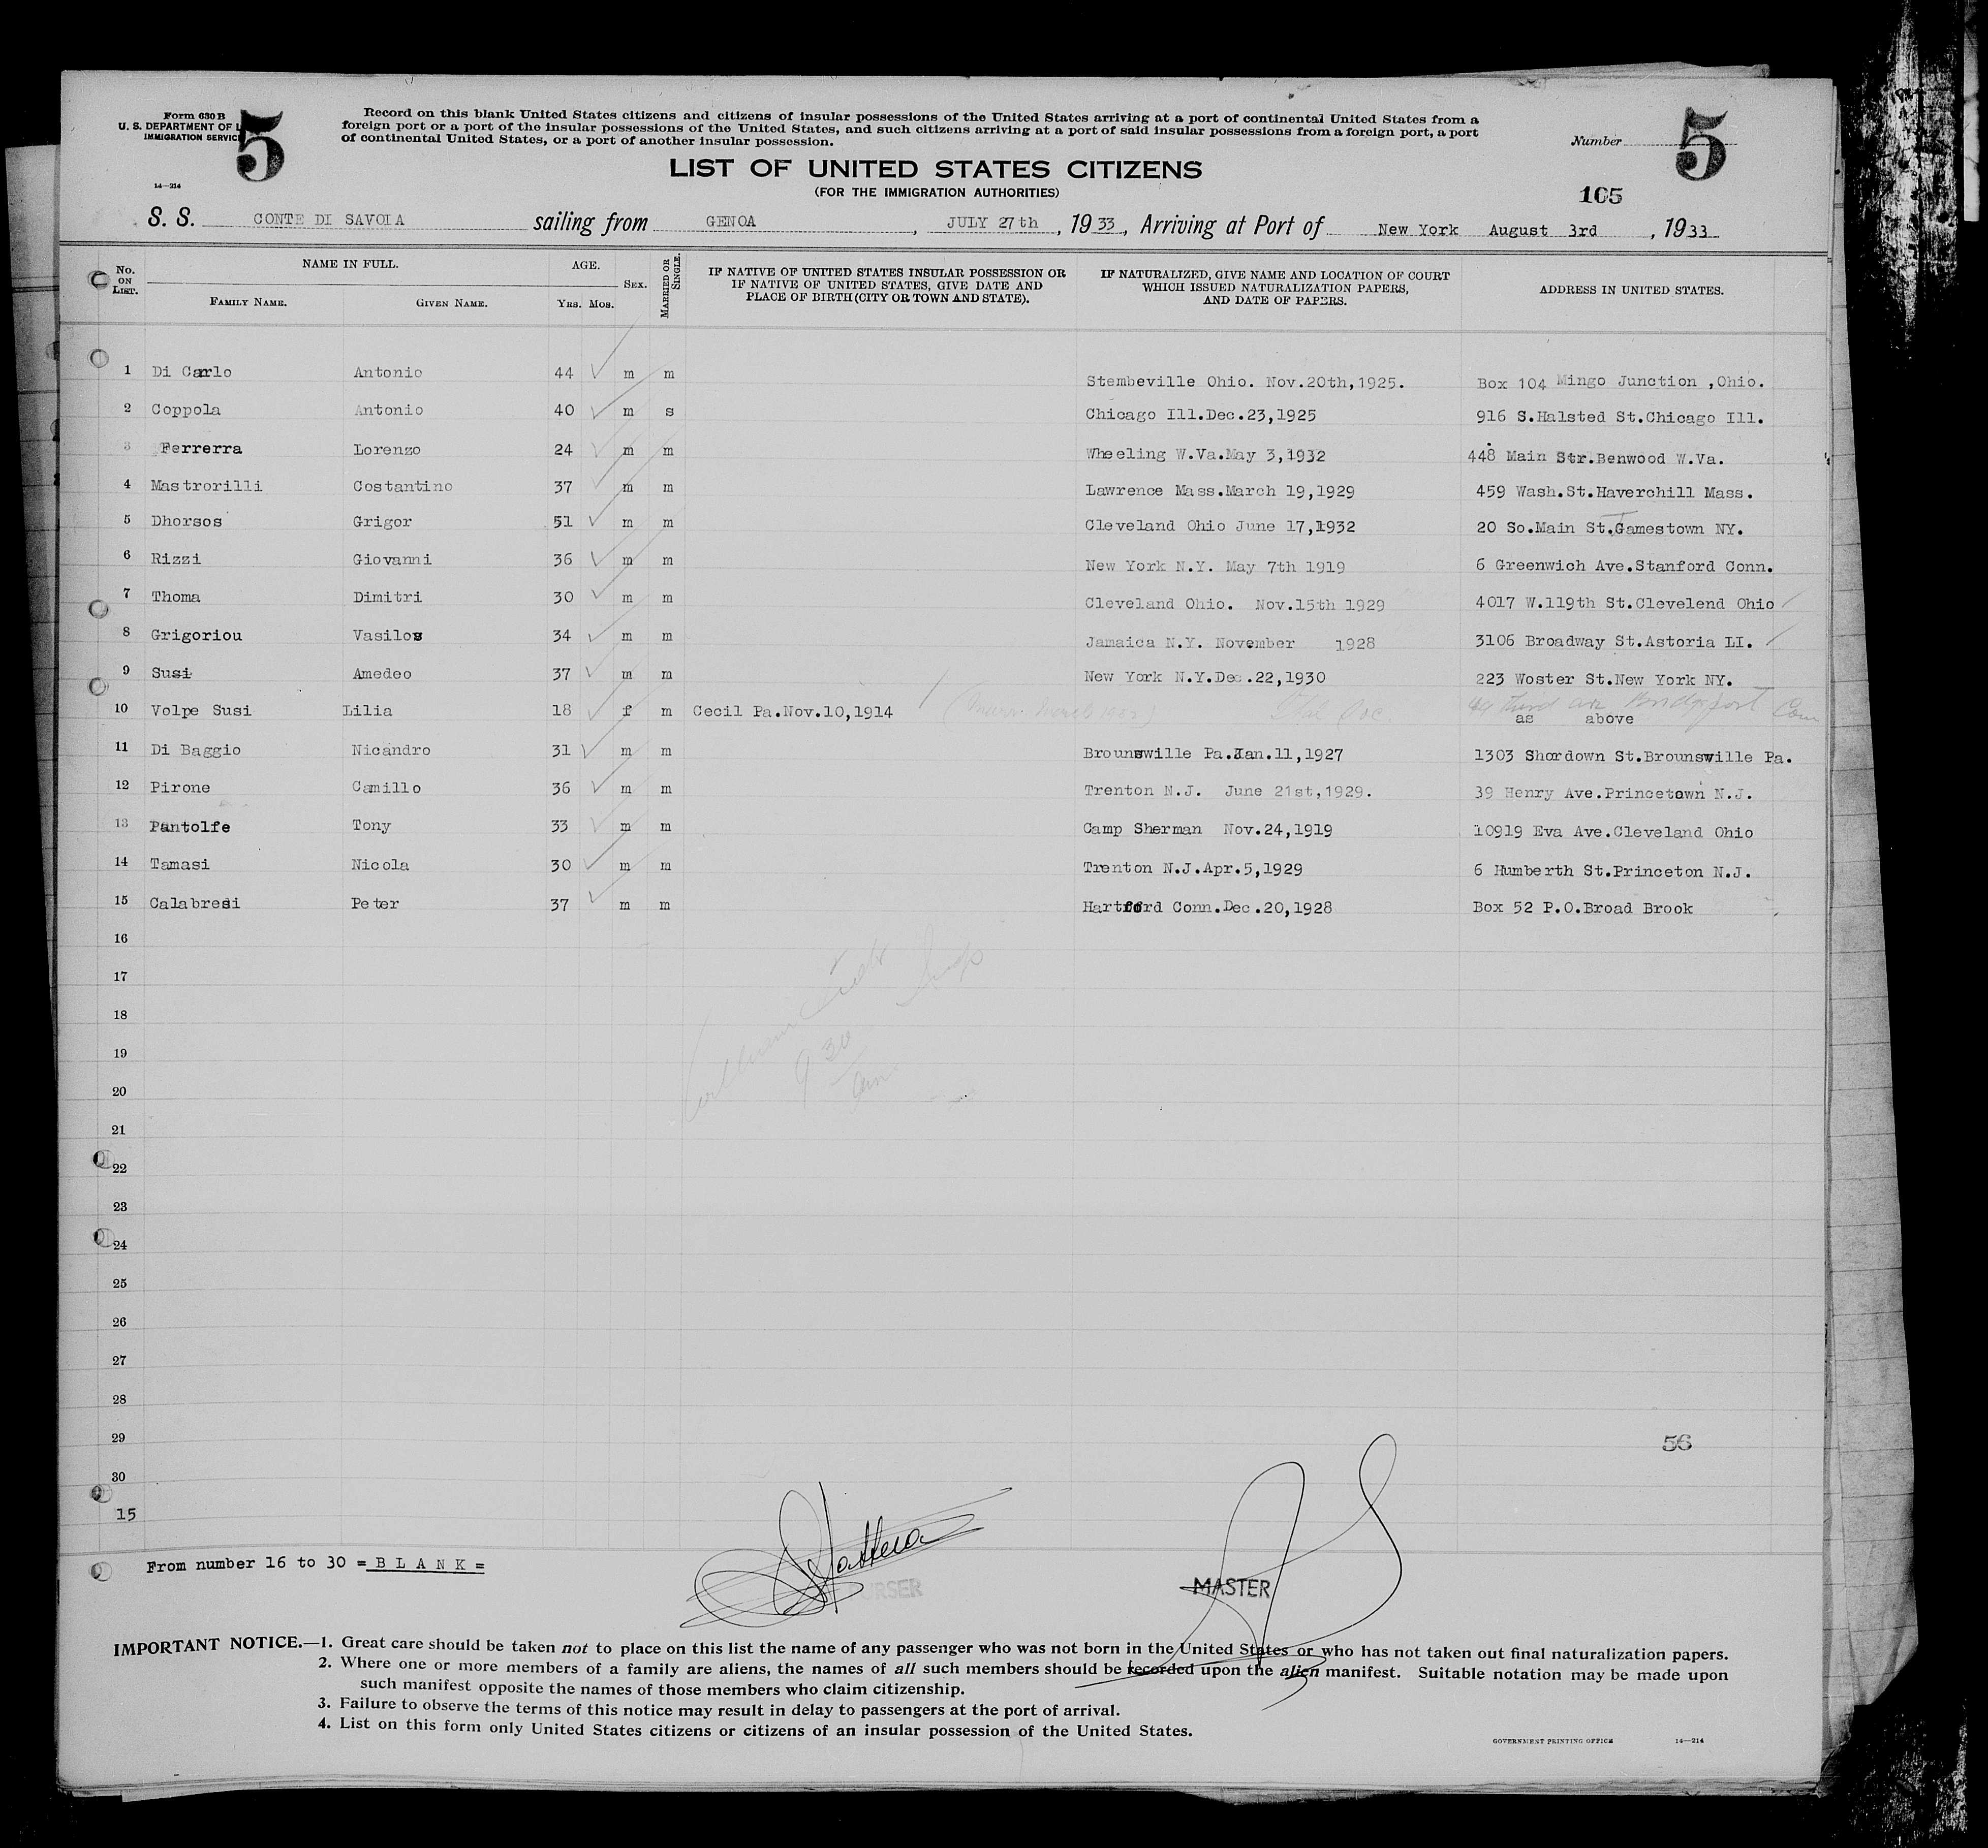 Form 630 B
U. S. DEPARTMENT OF L
IMMIGRATION SERVIC
5
14—214
Record on this blank United States citizens and citizens of insular possessions of the United States arriving at a port of continental United States from a
foreign port or a port of the insular possessions of the United States, and such citizens arriving at a port of said insular possessions from a foreign port, a port
of continental United States, or a port of another insular possession.
Number 5
LIST OF UNITED STATES CITIZENS
(FOR THE IMMIGRATION AUTHORITIES)
105
S. S. CONTE DI SAVOIA sailing from GENOA, JULY 27th, 1933, Arriving at Port of New York August 3rd, 1933
No. ON LIST. NAME IN FULL. FAMILY NAME. GIVEN NAME. AGE. YRS. MOS. SEX. MARRIED OR SINGLE. IF NATIVE OF UNITED STATES INSULAR POSSESSION OR IF NATIVE OF UNITED STATES, GIVE DATE AND PLACE OF BIRTH (CITY OR TOWN AND STATE). IF NATURALIZED, GIVE NAME AND LOCATION OF COURT WHICH ISSUED NATURALIZATION PAPERS, AND DATE OF PAPERS. ADDRESS IN UNITED STATES.
1 Di Carlo Antonio 44 m m Stembeville Ohio. Nov.20th,1925. Box 104 Mingo Junction ,Ohio.
2 Coppola Antonio 40 m s Chicago Ill.Dec.23,1925 916 S.Halsted St.Chicago Ill.
3 Ferrerra Lorenzo 24 m m Wheeling W.Va.May 3,1932 448 Main Str.Benwood W.Va.
4 Mastrorilli Costantino 37 m m Lawrence Mass.March 19,1929 459 Wash.St.Haverchill Mass.
5 Dhorsos Grigor 51 m m Cleveland Ohio June 17,1932 20 So.Main St.Gamestown NY.
6 Rizzi Giovanni 36 m m New York N.Y. May 7th 1919 6 Greenwich Ave.Stanford Conn.
7 Thoma Dimitri 30 m m Cleveland Ohio. Nov.15th 1929 4017 W.119th St.Clevelend Ohio
8 Grigoriou Vasilos 34 m m Jamaica N.Y. November 1928 3106 Broadway St.Astoria LI.
9 Susi Amedeo 37 m m New York N.Y.Dec.22,1930 223 Woster St.New York NY.
10 Volpe Susi Lilia 18 f m Cecil Pa.Nov.10,1914 Third Ave Bridgeport Conn as above
11 Di Baggio Nicandro 31 m m Brounswille Pa.Jan.11,1927 1303 Shordown St.Brounswille Pa.
12 Pirone Camillo 36 m m Trenton N.J. June 21st,1929. 39 Henry Ave.Princetown N.J.
13 Pantolfe Tony 33 m m Camp Sherman Nov.24,1919 10919 Eva Ave.Cleveland Ohio
14 Tamasi Nicola 30 m m Trenton N.J.Apr.5,1929 6 Humberth St.Princeton N.J.
15 Calabresi Peter 37 m m Hartford Conn.Dec.20,1928 Box 52 P.O.Broad Brook
16
17
18
19
930
am
20
21
22
23
24
25
26
27
28
29 56
30
15
From number 16 to 30 = B L A N K =
PURSER
MASTER
IMPORTANT NOTICE.—1. Great care should be taken not to place on this list the name of any passenger who was not born in the United States or who has not taken out final naturalization papers.
2. Where one or more members of a family are aliens, the names of all such members should be recorded upon the alien manifest. Suitable notation may be made upon
such manifest opposite the names of those members who claim citizenship.
3. Failure to observe the terms of this notice may result in delay to passengers at the port of arrival.
4. List on this form only United States citizens or citizens of an insular possession of the United States.
GOVERNMENT PRINTING OFFICE 14—214